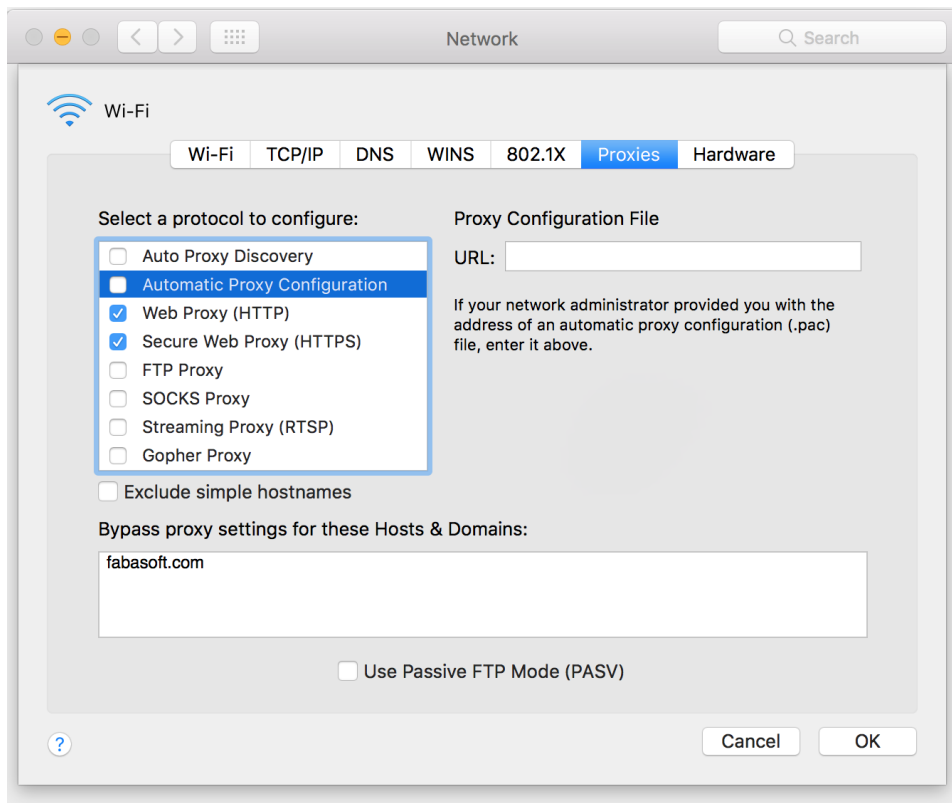 Network
Search
Wi-Fi
Wi-Fi TCP/IP DNS WINS 802.1X Proxies Hardware
Select a protocol to configure:
Auto Proxy Discovery
Automatic Proxy Configuration
Web Proxy (HTTP)
Secure Web Proxy (HTTPS)
FTP Proxy
SOCKS Proxy
Streaming Proxy (RTSP)
Gopher Proxy
Proxy Configuration File
URL:
If your network administrator provided you with the
address of an automatic proxy configuration (.pac)
file, enter it above.
Exclude simple hostnames
Bypass proxy settings for these Hosts & Domains:
fabasoft.com
Use Passive FTP Mode (PASV)
?
Cancel OK